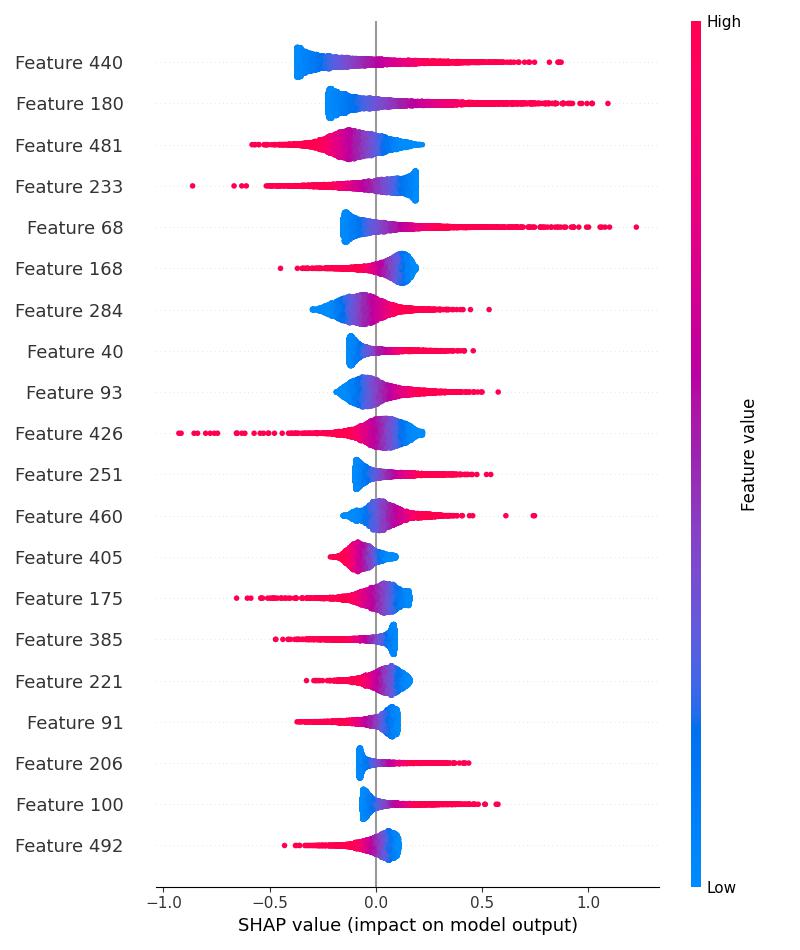 High
Feature 440
Feature 180
Feature 481
Feature 233
Feature 68
Feature 168
Feature 284
Feature 40
Feature 93
Feature 426
Feature 251
Feature 460
Feature 405
Feature 175
Feature 385
Feature 221
Feature 91
Feature 206
Feature 100
Feature 492
Feature value
Low
−1.0 −0.5 0.0 0.5 1.0
SHAP value (impact on model output)